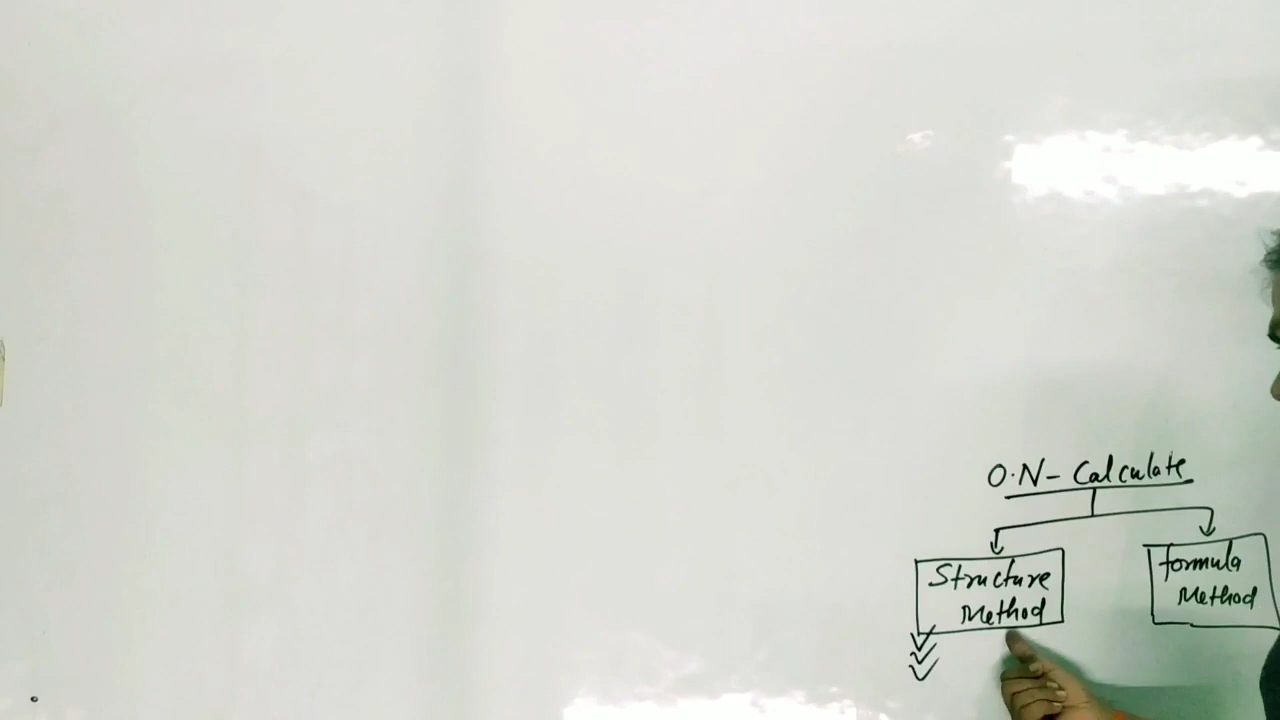 O.N- Calculate
Structure
Method
formula
Method